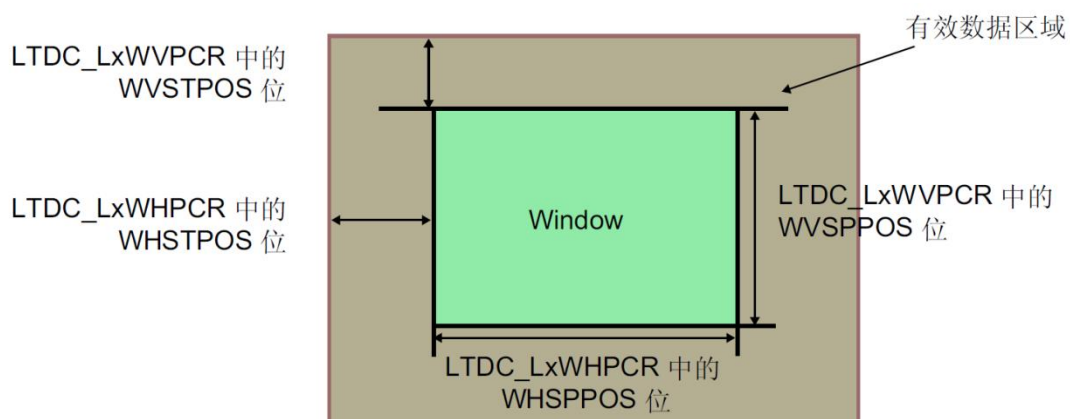 有效数据区域
LTDC_LxWVPCR 中的
WVSTPOS 位
LTDC_LxWHPCR 中的
WHSTPOS 位
Window
LTDC_LxWVPCR 中的
WVSPPOS 位
LTDC_LxWHPCR 中的
WHSPPOS 位